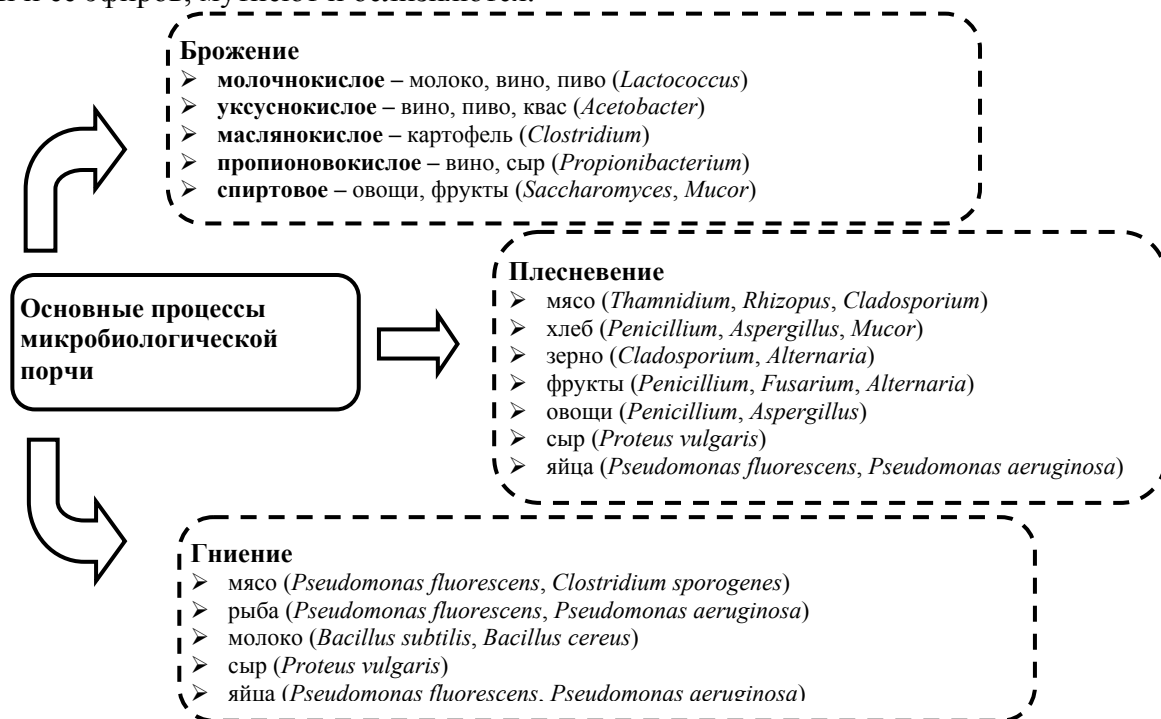 Брожение
➢ молочнокислое – молоко, вино, пиво (Lactococcus)
➢ уксуснокислое – вино, пиво, квас (Acetobacter)
➢ маслянокислое – картофель (Clostridium)
➢ пропионовокислое – вино, сыр (Propionibacterium)
➢ спиртовое – овощи, фрукты (Saccharomyces, Mucor)
Основные процессы
микробиологической
порчи
Плесневение
➢ мясо (Thamnidium, Rhizopus, Cladosporium)
➢ хлеб (Penicillium, Aspergillus, Mucor)
➢ зерно (Cladosporium, Alternaria)
➢ фрукты (Penicillium, Fusarium, Alternaria)
➢ овощи (Penicillium, Aspergillus)
➢ сыр (Proteus vulgaris)
➢ яйца (Pseudomonas fluorescens, Pseudomonas aeruginosa)
Гниение
➢ мясо (Pseudomonas fluorescens, Clostridium sporogenes)
➢ рыба (Pseudomonas fluorescens, Pseudomonas aeruginosa)
➢ молоко (Bacillus subtilis, Bacillus cereus)
➢ сыр (Proteus vulgaris)
➢ яйца (Pseudomonas fluorescens, Pseudomonas aeruginosa)